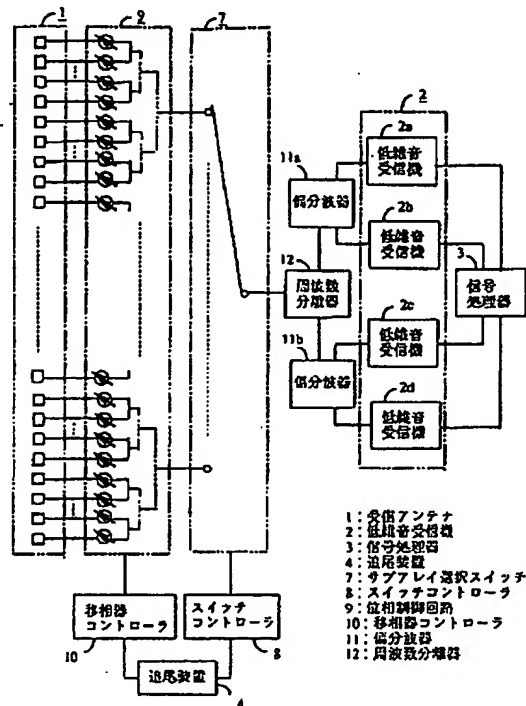 1
9
7
2
2a
低雑音
受信機
11a
偏分波器
2b
低雑音
受信機
12
周波数
分離器
3
信号
処理器
2c
低雑音
受信機
11b
偏分波器
2d
低雑音
受信機
移相器
コントローラ
10
スイッチ
コントローラ
8
追尾装置
4
1:受信アンテナ
2:低雑音受信機
3:信号処理器
4:追尾装置
7:サブアレイ選択スイッチ
8:スイッチコントローラ
9:位相制御回路
10:移相器コントローラ
11:偏分波器
12:周波数分離器